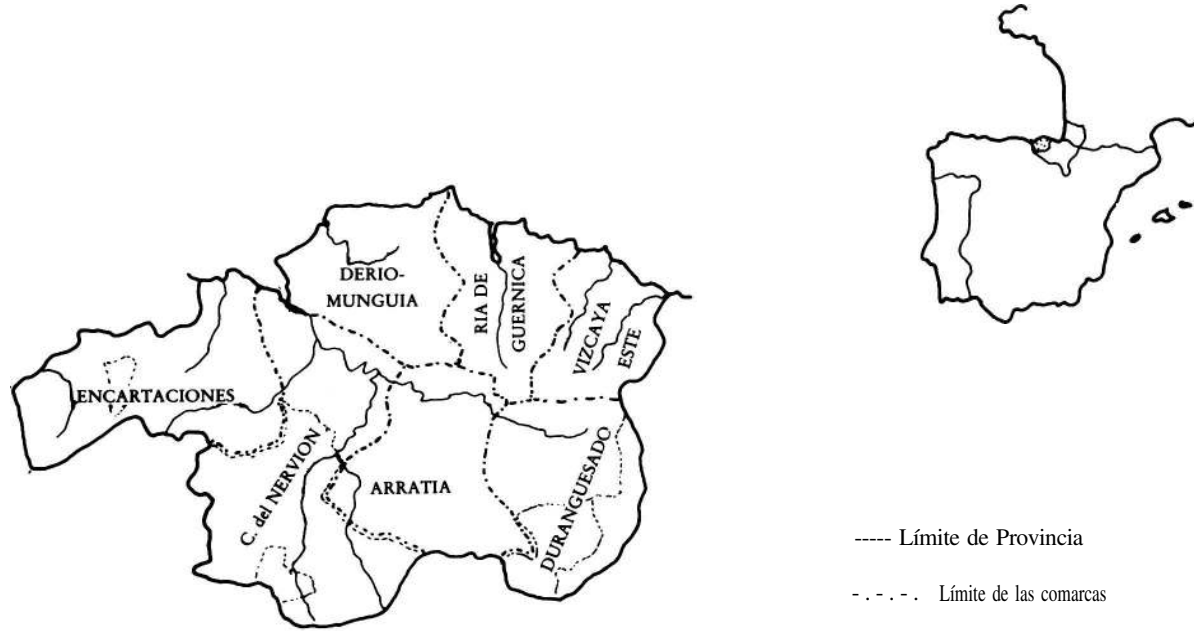 DERIO-
MUNGUIA
RIA DE
GUERNICA
VIZCAYA
ESTE
ENCARTACIONES
C. del NERVION
ARRATIA
DURANGUESADO
----- Límite de Provincia
- . - . - . Límite de las comarcas